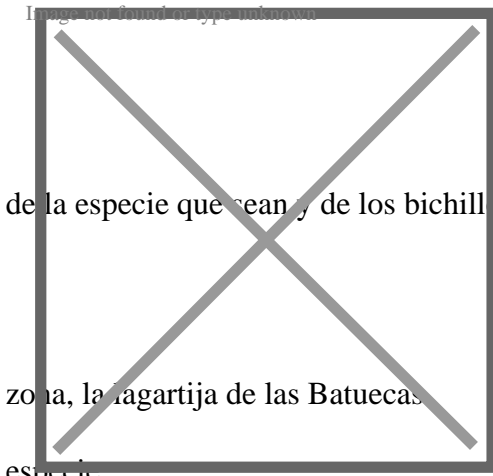 Image not found or type unknown
de la especie que sean y de los bichill
zona, la lagartija de las Batuecas
especie